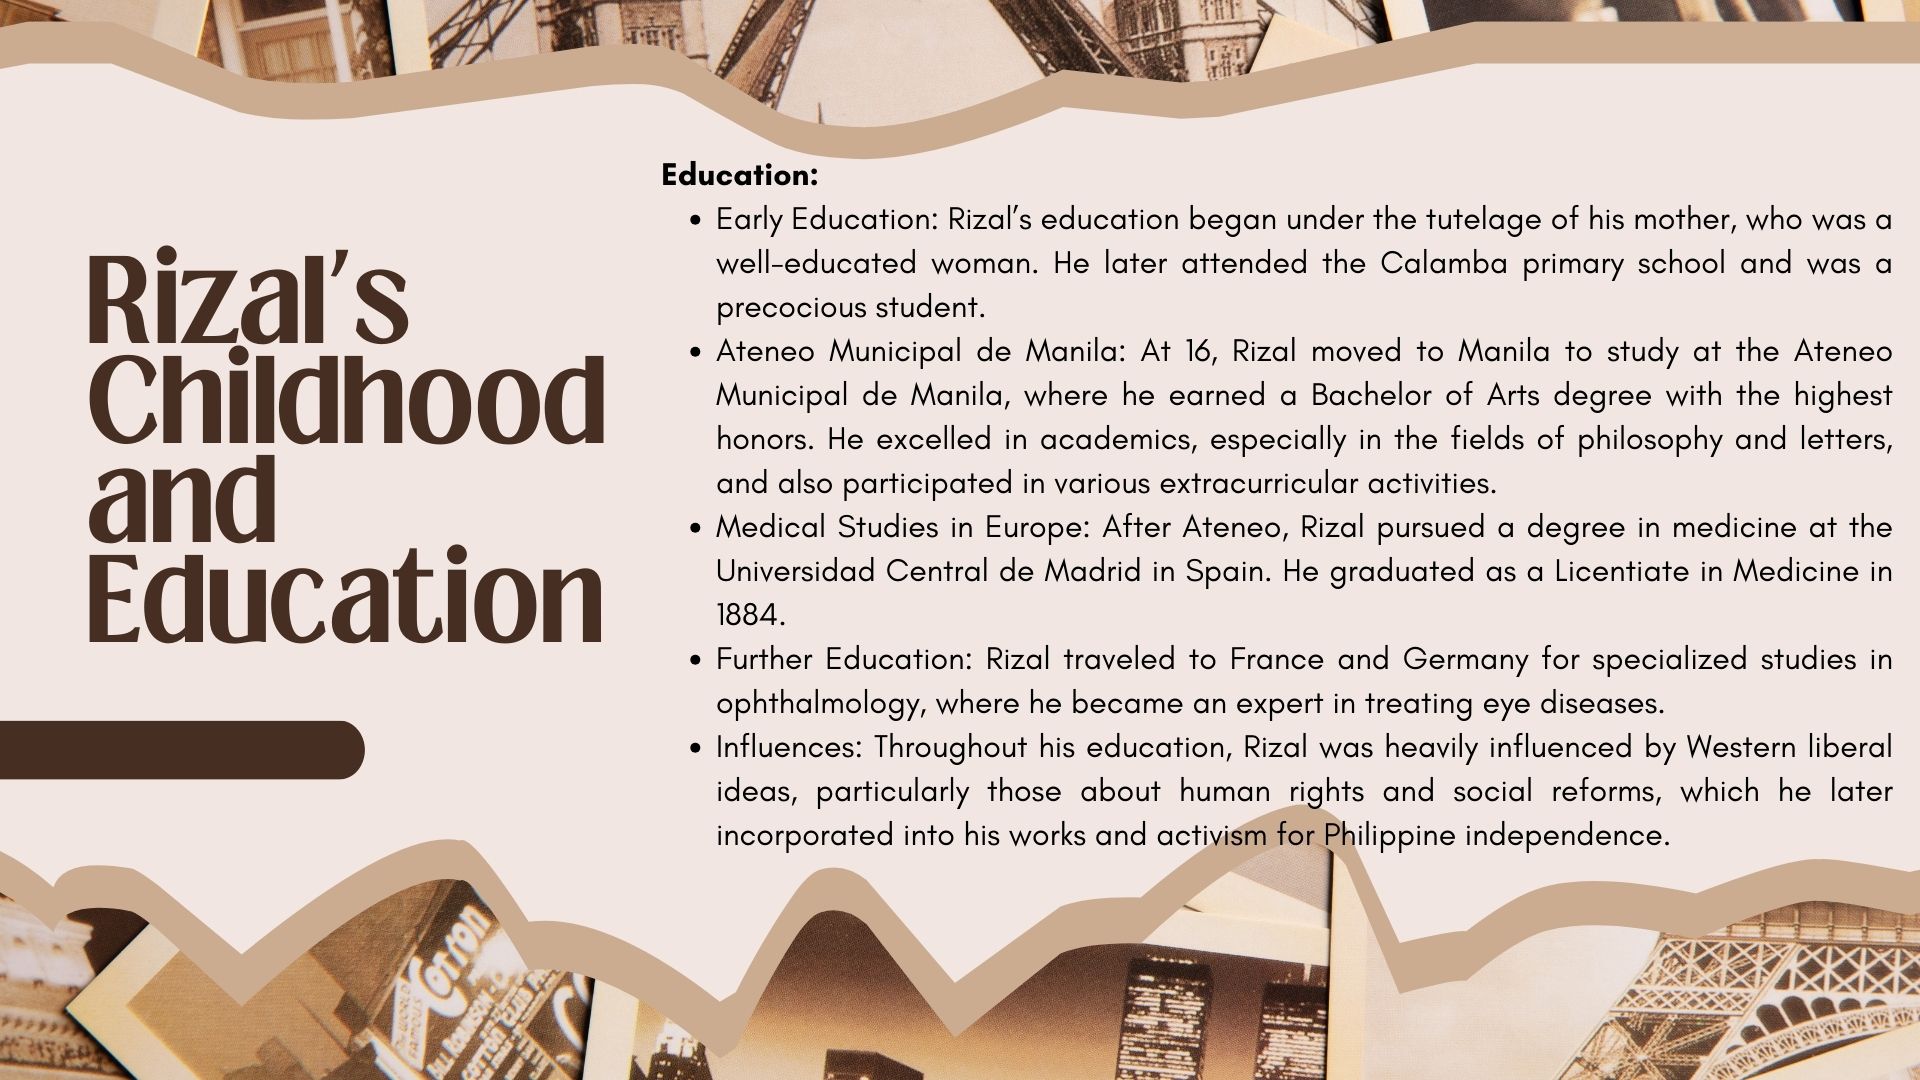 Rizal’s
Childhood
and
Education
Education:
• Early Education: Rizal’s education began under the tutelage of his mother, who was a
well-educated woman. He later attended the Calamba primary school and was a
precocious student.
• Ateneo Municipal de Manila: At 16, Rizal moved to Manila to study at the Ateneo
Municipal de Manila, where he earned a Bachelor of Arts degree with the highest
honors. He excelled in academics, especially in the fields of philosophy and letters,
and also participated in various extracurricular activities.
• Medical Studies in Europe: After Ateneo, Rizal pursued a degree in medicine at the
Universidad Central de Madrid in Spain. He graduated as a Licentiate in Medicine in
1884.
• Further Education: Rizal traveled to France and Germany for specialized studies in
ophthalmology, where he became an expert in treating eye diseases.
• Influences: Throughout his education, Rizal was heavily influenced by Western liberal
ideas, particularly those about human rights and social reforms, which he later
incorporated into his works and activism for Philippine independence.
COTTON